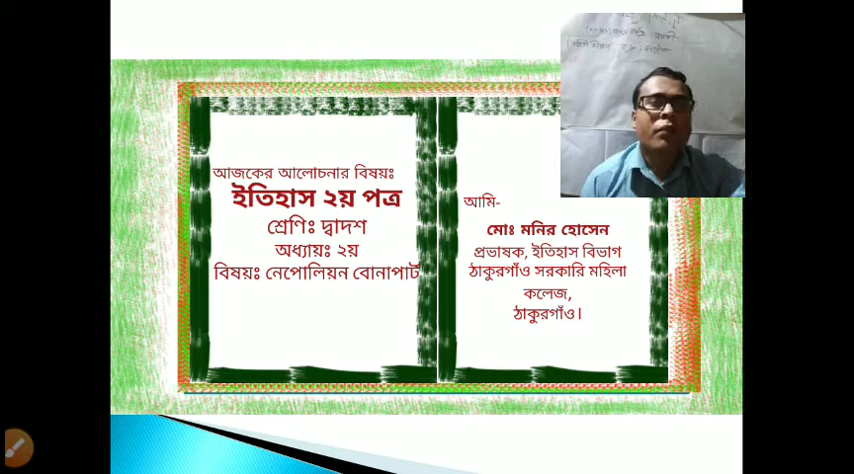 আজকের আলোচনার বিষয়ঃ
ইতিহাস ২য় পত্র
শ্রেণিঃ দ্বাদশ
অধ্যায়ঃ ২য়
বিষয়ঃ নেপোলিয়ন বোনাপার্ট
আমি-
মোঃ মনির হোসেন
প্রভাষক, ইতিহাস বিভাগ
ঠাকুরগাঁও সরকারি মহিলা
কলেজ,
ঠাকুরগাঁও।